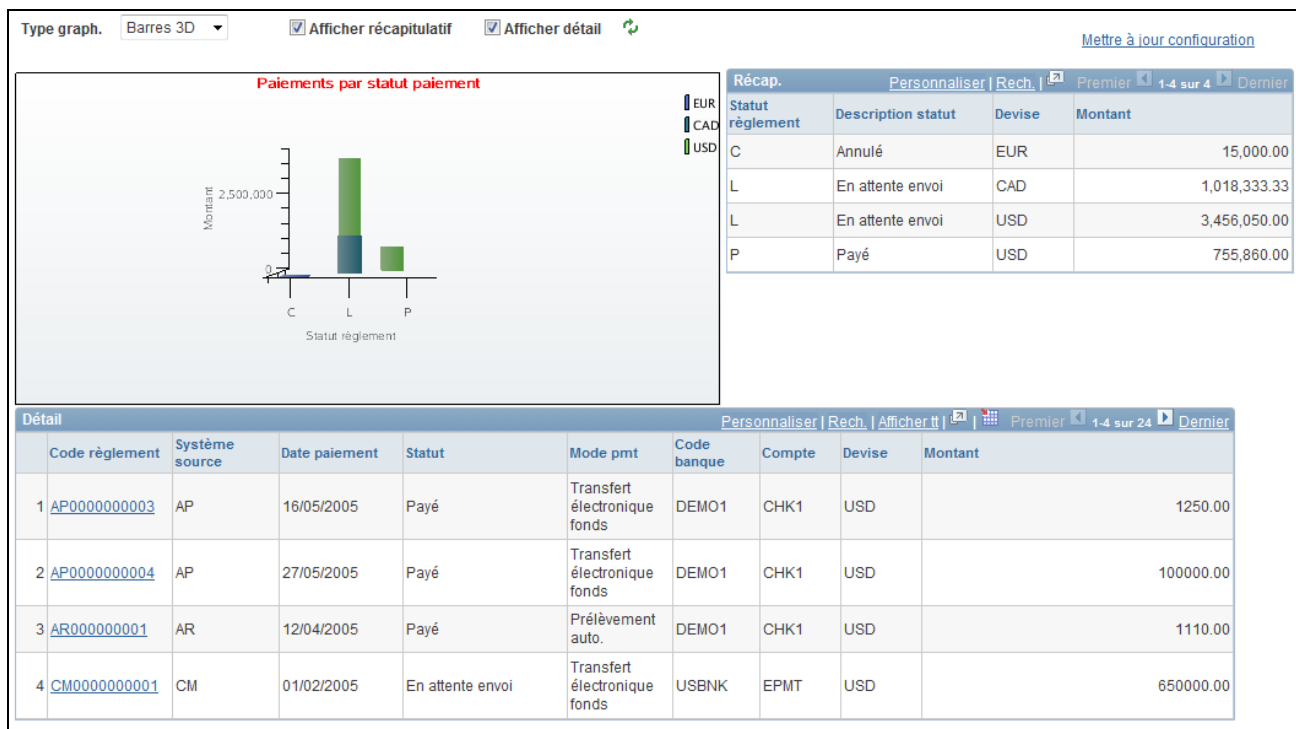 Type graph. Barres 3D Afficher récapitulatif Afficher détail
Mettre à jour configuration
Paiements par statut paiement
EUR
CAD
USD
Montant
2,500,000
0
C L P
Statut règlement
Récap. Personnaliser | Rech. | Premier 1-4 sur 4 Dernier
Statut règlement Description statut Devise Montant
C Annulé EUR 15,000.00
L En attente envoi CAD 1,018,333.33
L En attente envoi USD 3,456,050.00
P Payé USD 755,860.00
Détail Personnaliser | Rech. | Afficher tt | Premier 1-4 sur 24 Dernier
Code règlement Système source Date paiement Statut Mode pmt Code banque Compte Devise Montant
1 AP0000000003 AP 16/05/2005 Payé Transfert électronique fonds DEMO1 CHK1 USD 1250.00
2 AP0000000004 AP 27/05/2005 Payé Transfert électronique fonds DEMO1 CHK1 USD 100000.00
3 AR000000001 AR 12/04/2005 Payé Prélèvement auto. DEMO1 CHK1 USD 1110.00
4 CM0000000001 CM 01/02/2005 En attente envoi Transfert électronique fonds USBNK EPMT USD 650000.00